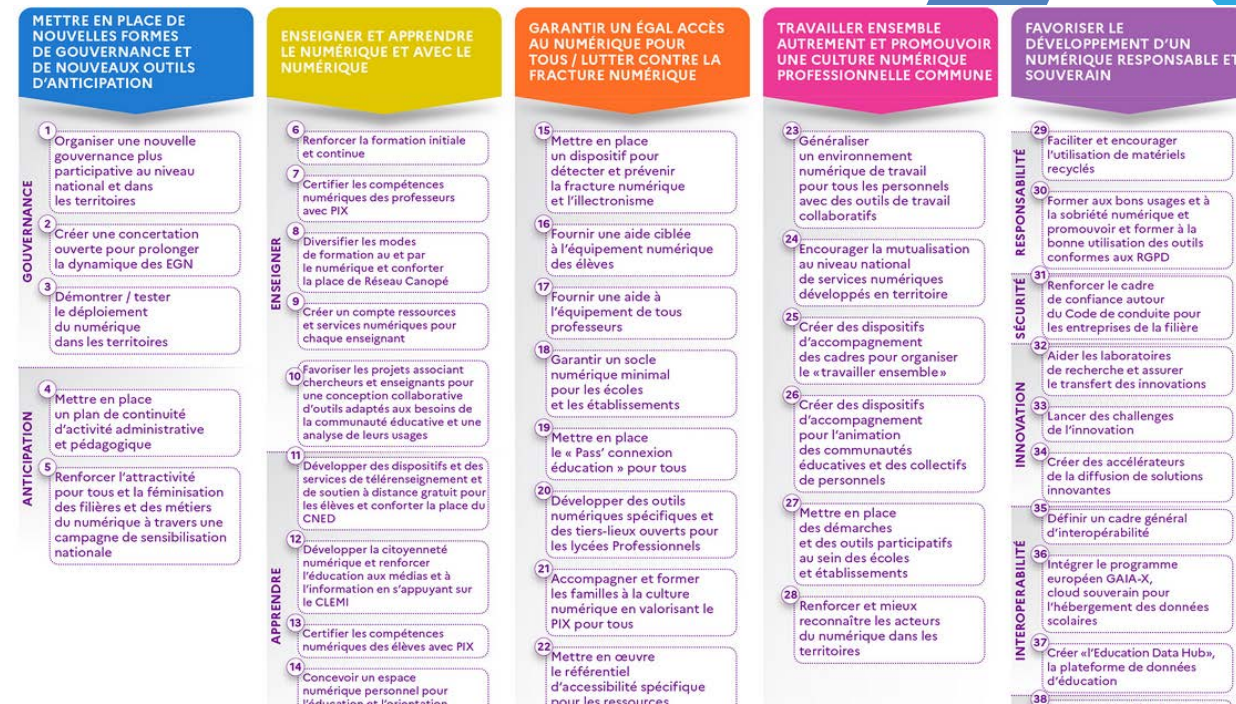 METTRE EN PLACE DE
NOUVELLES FORMES
DE GOUVERNANCE ET
DE NOUVEAUX OUTILS
D'ANTICIPATION
GOUVERNANCE
1
Organiser une nouvelle
gouvernance plus
participative au niveau
national et dans
les territoires
2
Créer une concertation
ouverte pour prolonger
la dynamique des EGN
3
Démontrer / tester
le déploiement
du numérique
dans les territoires
ANTICIPATION
4
Mettre en place
un plan de continuité
d'activité administrative
et pédagogique
5
Renforcer l'attractivité
pour tous et la féminisation
des filières et des métiers
du numérique à travers une
campagne de sensibilisation
nationale
ENSEIGNER ET APPRENDRE
LE NUMÉRIQUE ET AVEC LE
NUMÉRIQUE
ENSEIGNER
6
Renforcer la formation initiale
et continue
7
Certifier les compétences
numériques des professeurs
avec PIX
8
Diversifier les modes
de formation au et par
le numérique et conforter
la place de Réseau Canopé
9
Créer un compte ressources
et services numériques pour
chaque enseignant
10
Favoriser les projets associant
chercheurs et enseignants pour
une conception collaborative
d'outils adaptés aux besoins de
la communauté éducative et une
analyse de leurs usages
APPRENDRE
11
Développer des dispositifs et des
services de télérenseignement et
de soutien à distance gratuit pour
les élèves et conforter la place du
CNED
12
Développer la citoyenneté
numérique et renforcer
l'éducation aux médias et à
l'information en s'appuyant sur
le CLEMI
13
Certifier les compétences
numériques des élèves avec PIX
14
Concevoir un espace
numérique personnel pour
l'éducation et l'orientation
GARANTIR UN ÉGAL ACCÈS
AU NUMÉRIQUE POUR
TOUS / LUTTER CONTRE LA
FRACTURE NUMÉRIQUE
15
Mettre en place
un dispositif pour
détecter et prévenir
la fracture numérique
et l'illectronisme
16
Fournir une aide ciblée
à l'équipement numérique
des élèves
17
Fournir une aide à
l'équipement de tous
professeurs
18
Garantir un socle
numérique minimal
pour les écoles
et les établissements
19
Mettre en place
le « Pass' connexion
éducation » pour tous
20
Développer des outils
numériques spécifiques et
des tiers-lieux ouverts pour
les lycées Professionnels
21
Accompagner et former
les familles à la culture
numérique en valorisant le
PIX pour tous
22
Mettre en œuvre
le référentiel
d'accessibilité spécifique
pour les ressources
TRAVAILLER ENSEMBLE
AUTREMENT ET PROMOUVOIR
UNE CULTURE NUMÉRIQUE
PROFESSIONNELLE COMMUNE
23
Généraliser
un environnement
numérique de travail
pour tous les personnels
avec des outils de travail
collaboratifs
24
Encourager la mutualisation
au niveau national
de services numériques
développés en territoire
25
Créer des dispositifs
d'accompagnement
des cadres pour organiser
le « travailler ensemble »
26
Créer des dispositifs
d'accompagnement
pour l'animation
des communautés
éducatives et des collectifs
de personnels
27
Mettre en place
des démarches
et des outils participatifs
au sein des écoles
et établissements
28
Renforcer et mieux
reconnaître les acteurs
du numérique dans les
territoires
FAVORISER LE
DÉVELOPPEMENT D'UN
NUMÉRIQUE RESPONSABLE ET
SOUVERAIN
RESPONSABILITÉ
29
Faciliter et encourager
l'utilisation de matériels
recyclés
30
Former aux bons usages et à
la sobriété numérique et
promouvoir et former à la
bonne utilisation des outils
conformes aux RGPD
SÉCURITÉ
31
Renforcer le cadre
de confiance autour
du Code de conduite pour
les entreprises de la filière
INNOVATION
32
Aider les laboratoires
de recherche et assurer
le transfert des innovations
33
Lancer des challenges
de l'innovation
34
Créer des accélérateurs
de la diffusion de solutions
innovantes
INTEROPERABILITÉ
35
Définir un cadre général
d'interopérabilité
36
Intégrer le programme
européen GAIA-X,
cloud souverain pour
l'hébergement des données
scolaires
37
Créer «l'Education Data Hub»,
la plateforme de données
d'éducation
38